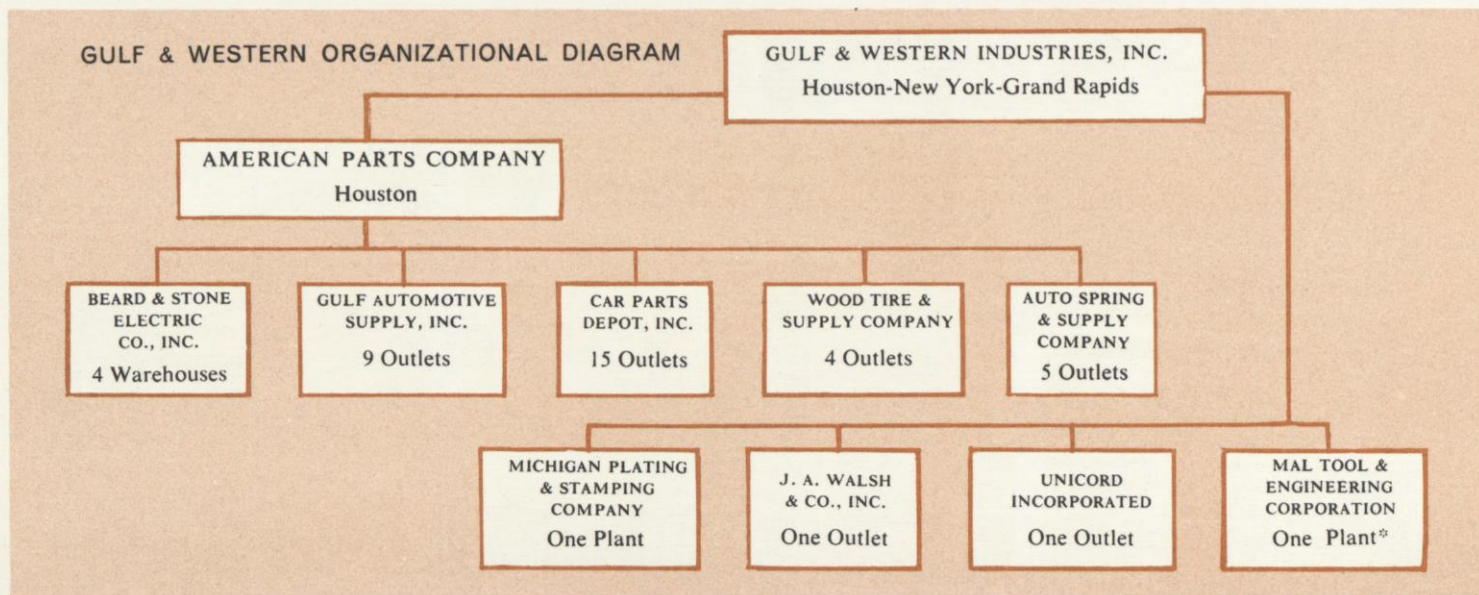 GULF & WESTERN ORGANIZATIONAL DIAGRAM
GULF & WESTERN INDUSTRIES, INC.
Houston-New York-Grand Rapids
AMERICAN PARTS COMPANY
Houston
BEARD & STONE
ELECTRIC
CO., INC.
4 Warehouses
GULF AUTOMOTIVE
SUPPLY, INC.
9 Outlets
CAR PARTS
DEPOT, INC.
15 Outlets
WOOD TIRE &
SUPPLY COMPANY
4 Outlets
AUTO SPRING
& SUPPLY
COMPANY
5 Outlets
MICHIGAN PLATING
& STAMPING
COMPANY
One Plant
J. A. WALSH
& CO., INC.
One Outlet
UNICORD
INCORPORATED
One Outlet
MAL TOOL &
ENGINEERING
CORPORATION
One Plant*